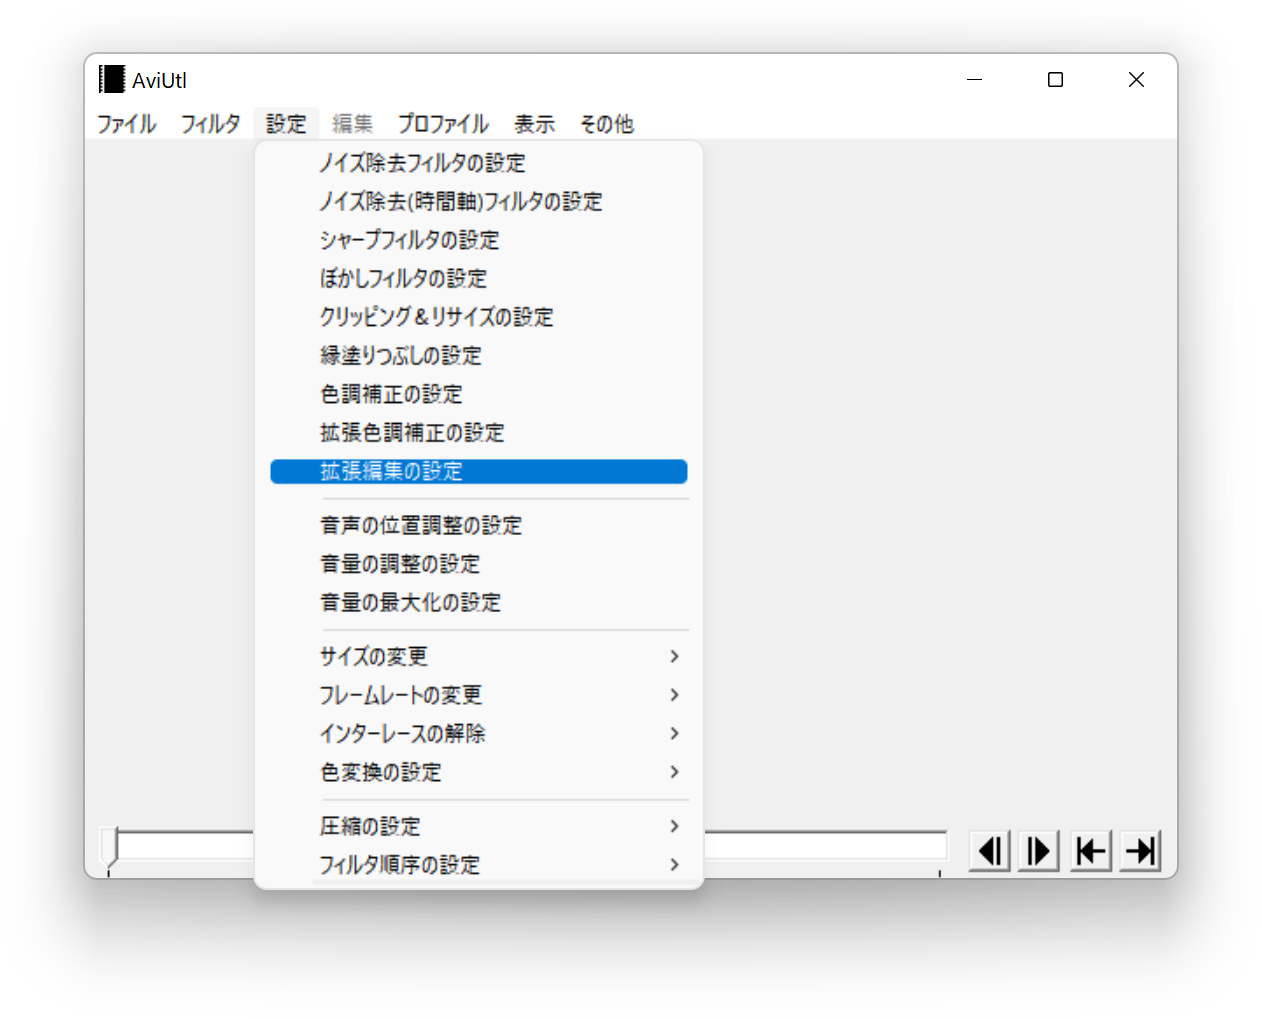 AviUtl
ファイル フィルタ 設定 編集 プロファイル 表示 その他
ノイズ除去フィルタの設定
ノイズ除去(時間軸)フィルタの設定
シャープフィルタの設定
ぼかしフィルタの設定
クリッピング＆リサイズの設定
縁塗りつぶしの設定
色調補正の設定
拡張色調補正の設定
拡張編集の設定
音声の位置調整の設定
音量の調整の設定
音量の最大化の設定
サイズの変更
フレームレートの変更
インターレースの解除
色変換の設定
圧縮の設定
フィルタ順序の設定